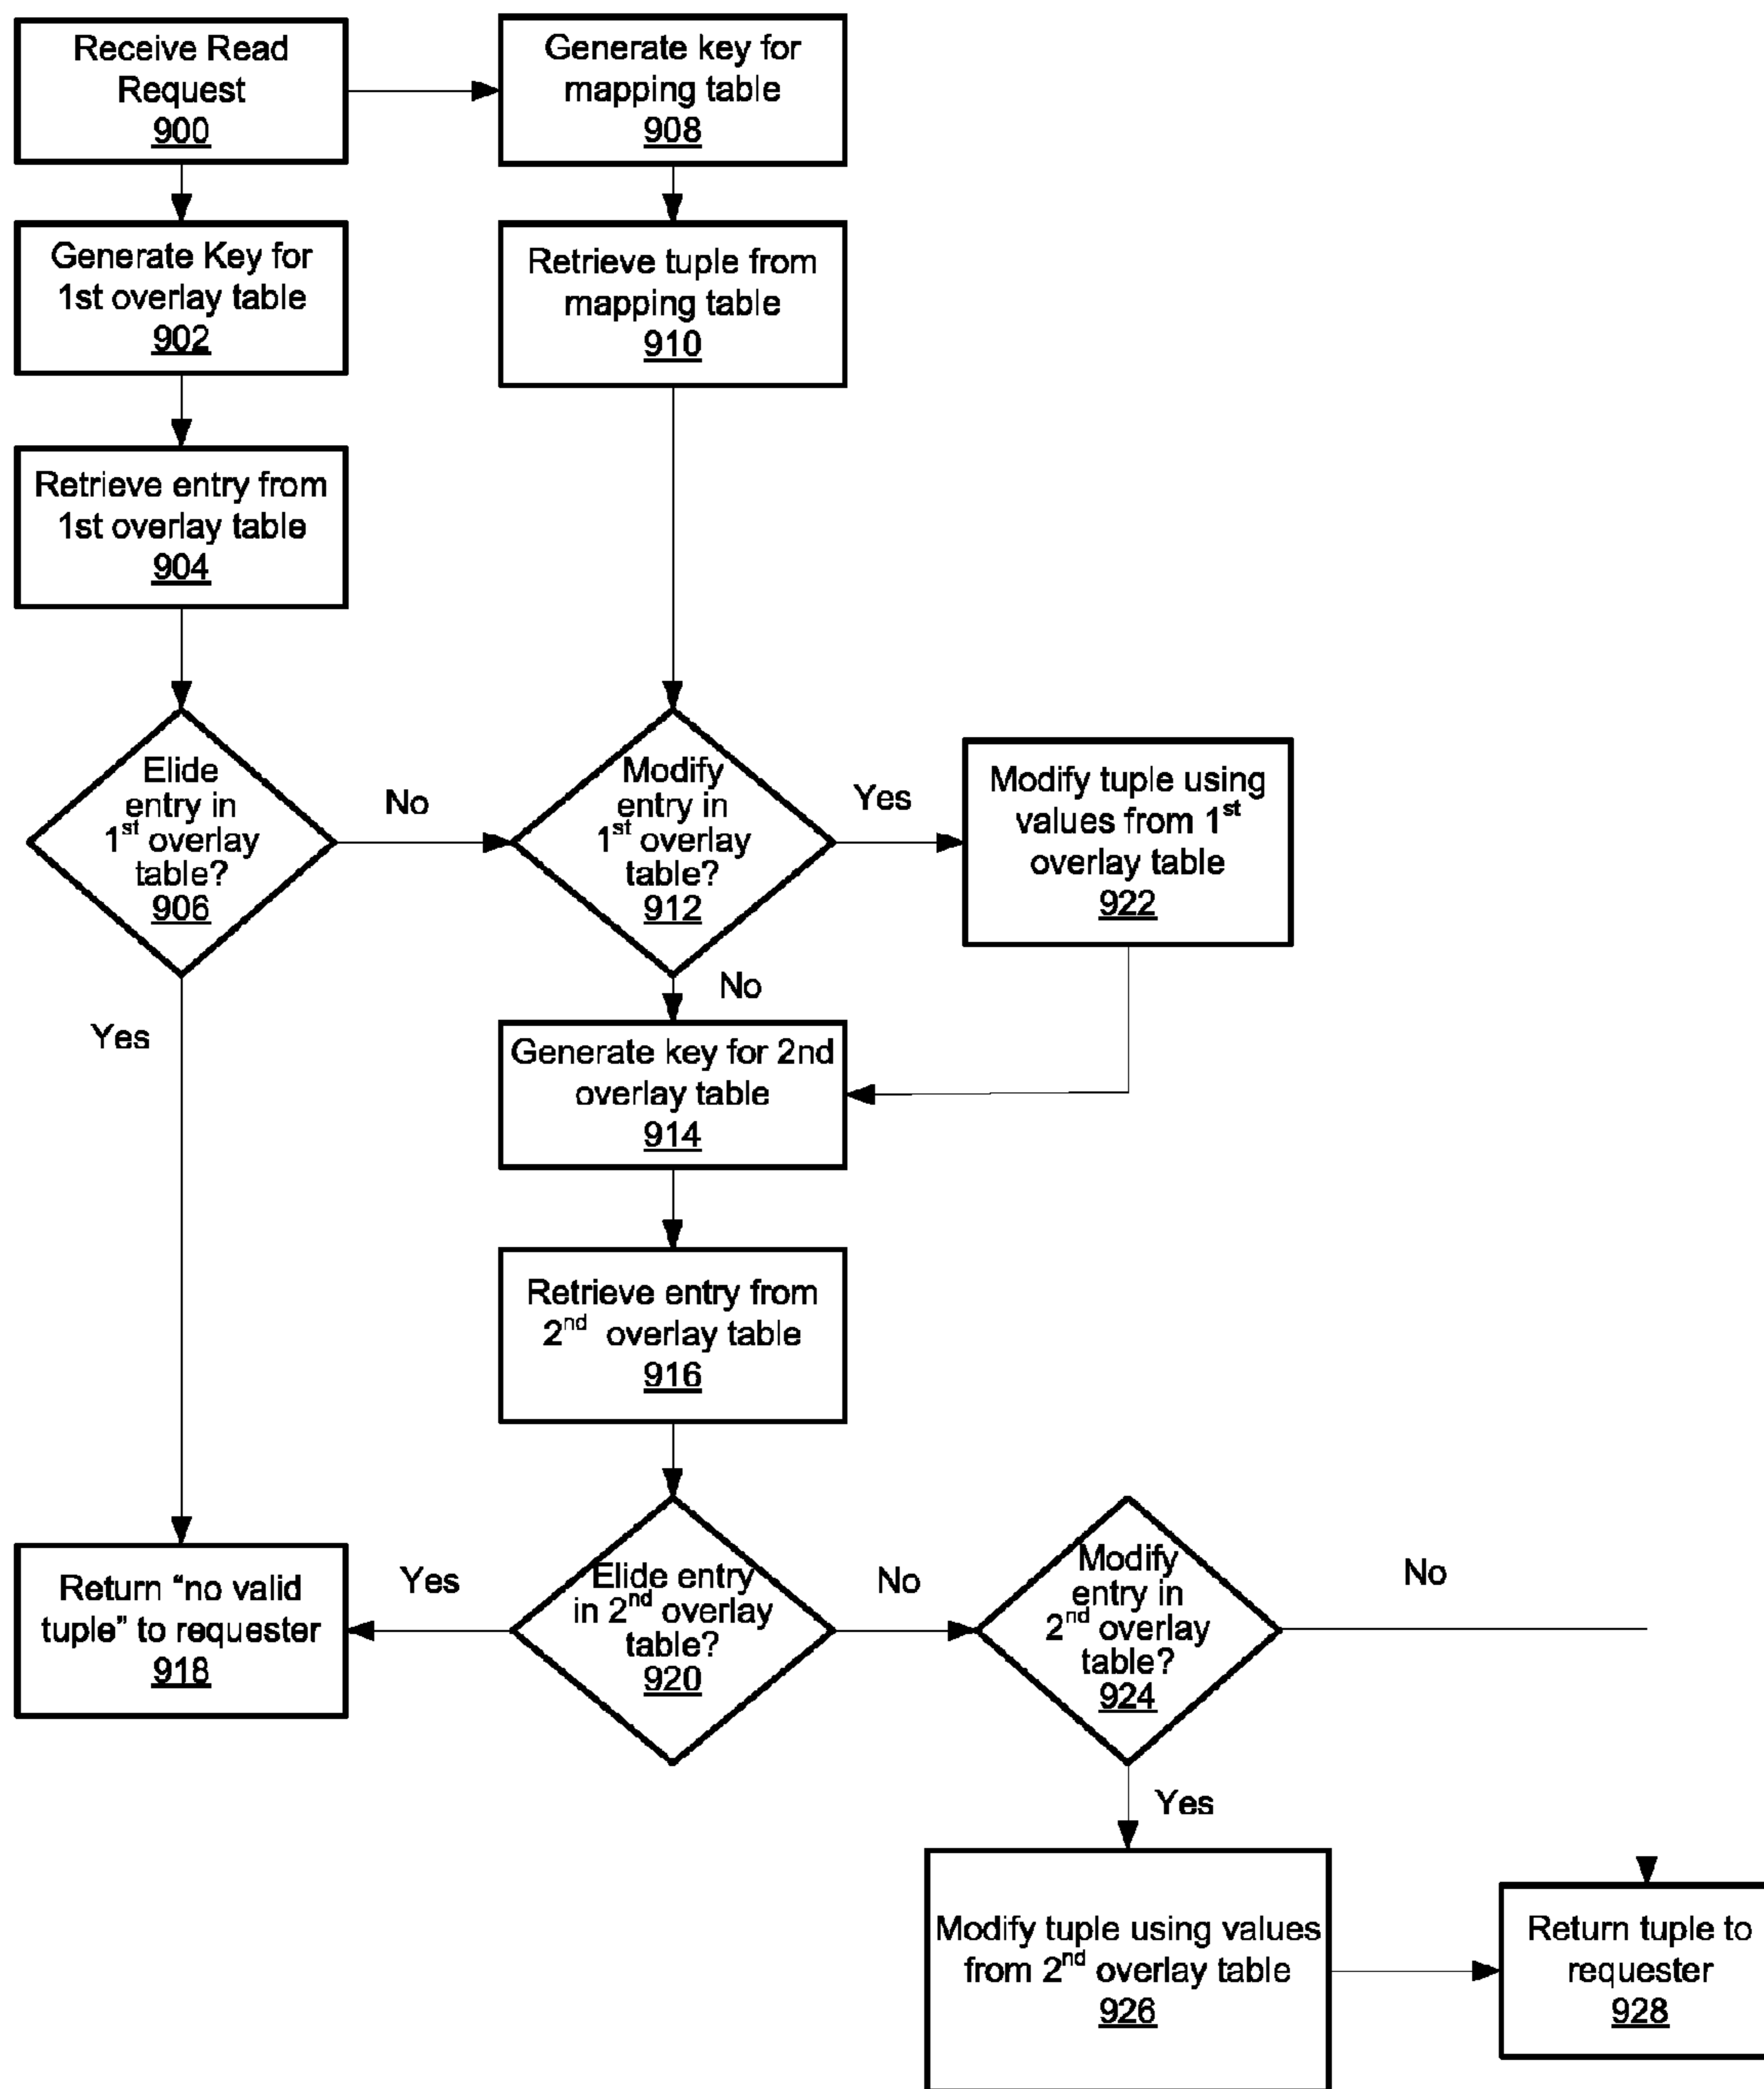 Receive Read
Request
900
Generate key for
mapping table
908
Generate Key for
1st overlay table
902
Retrieve tuple from
mapping table
910
Retrieve entry from
1st overlay table
904
Elide
entry in
1st overlay
table?
906
No
Modify
entry in
1st overlay
table?
912
Yes
Modify tuple using
values from 1st
overlay table
922
No
Yes
Generate key for 2nd
overlay table
914
Retrieve entry from
2nd overlay table
916
Return “no valid
tuple” to requester
918
Yes
Elide entry
in 2nd overlay
table?
920
No
Modify
entry in
2nd overlay
table?
924
No
Yes
Modify tuple using values
from 2nd overlay table
926
Return tuple to
requester
928